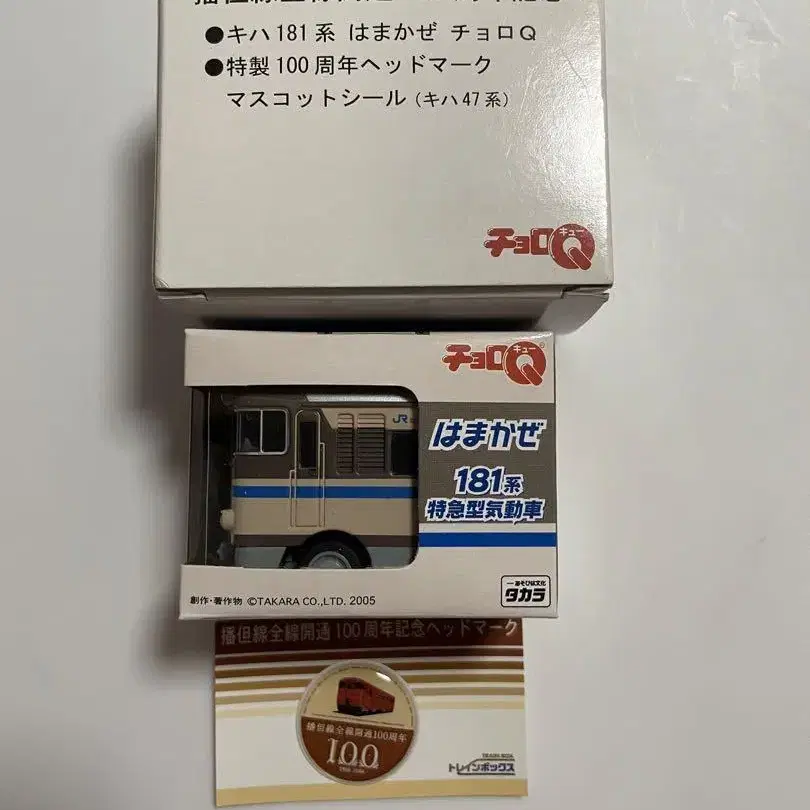 ●キハ181系 はまかぜ チョロQ
●特製100周年ヘッドマーク
マスコットシール（キハ47系）
チョロQ
キュー
チョロQ
キュー
JR
はまかぜ
181系
特急型気動車
創作・著作物 ©TAKARA CO.,LTD. 2005
あそびは文化
タカラ
播但線全線開通100周年記念ヘッドマーク
播但線全線開通100周年
100
トレインボックス